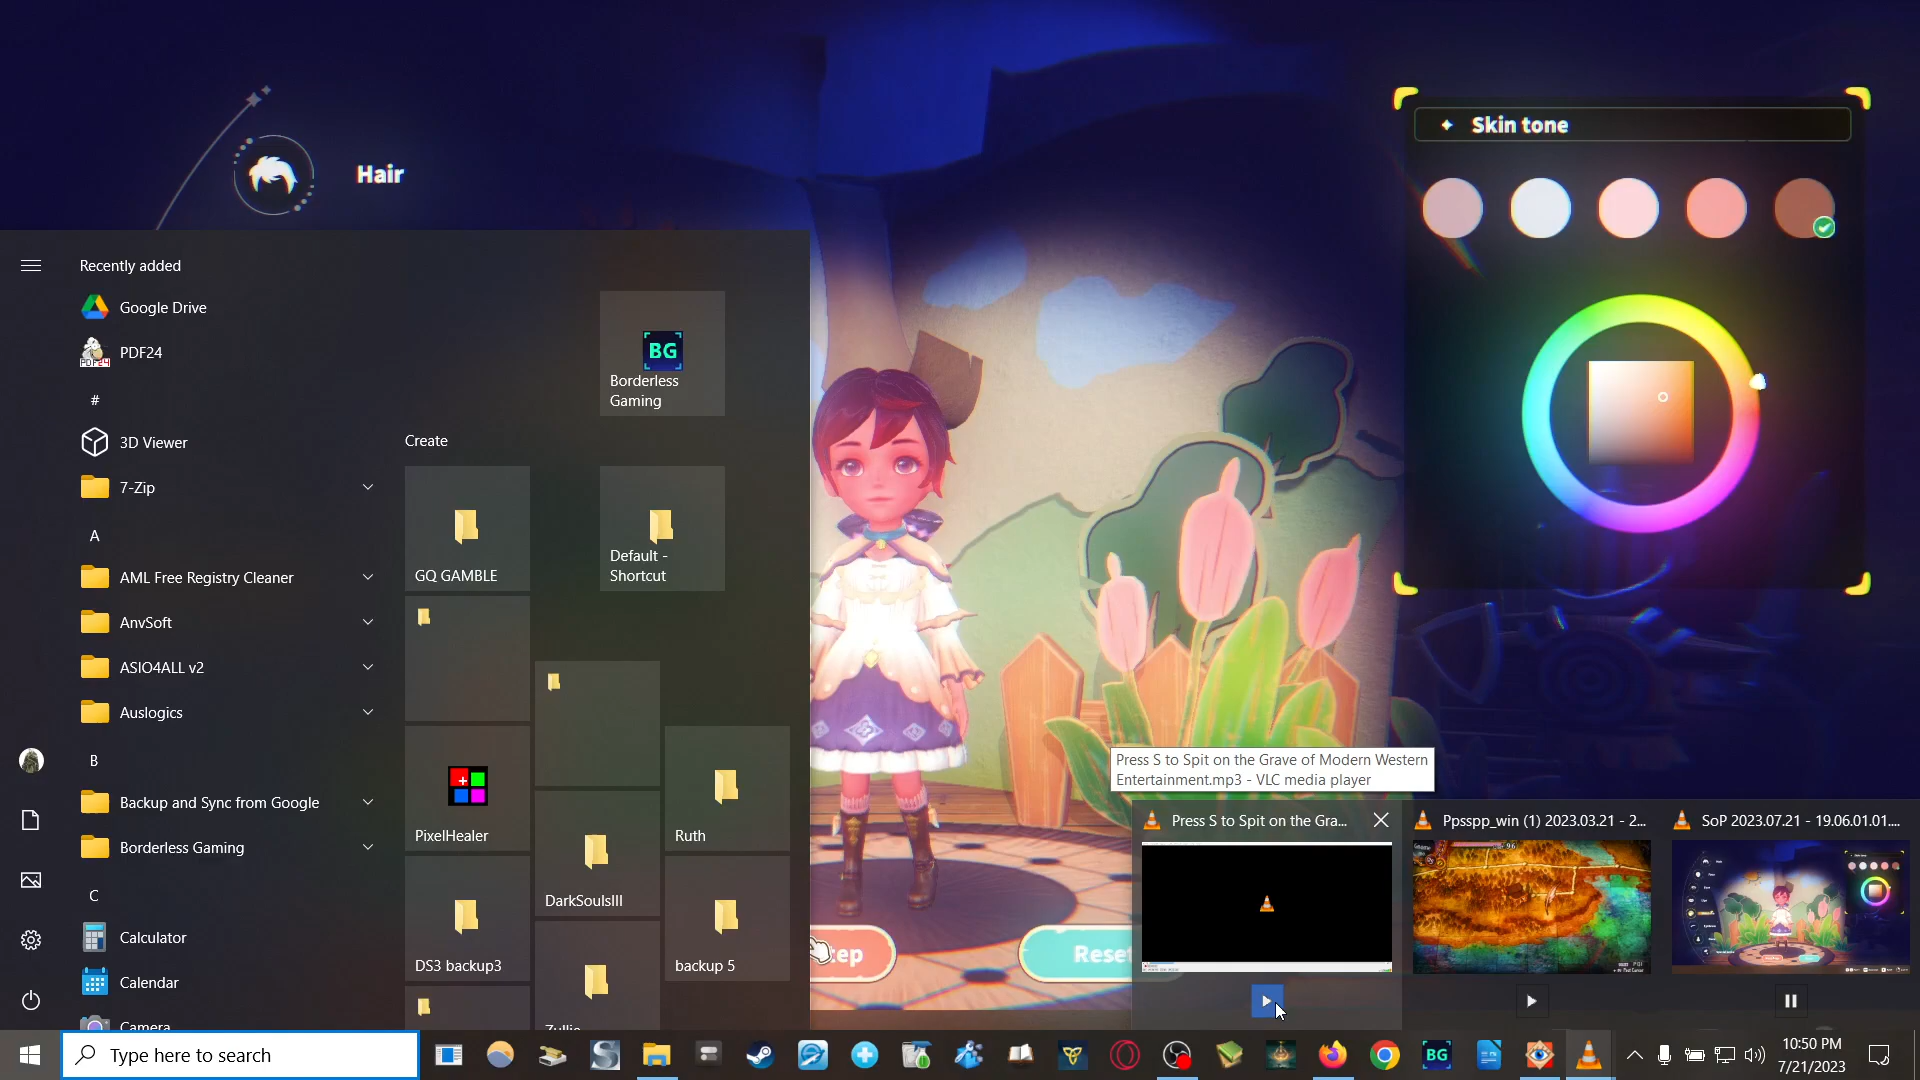 Skin tone
Hair
Recently added
Google Drive
PDF24
#
3D Viewer
7-Zip
A
AML Free Registry Cleaner
AnvSoft
ASIO4ALL v2
Auslogics
B
Backup and Sync from Google
Borderless Gaming
C
Calculator
Calendar
Camera
BG
Borderless
Gaming
Create
GQ GAMBLE
Default -
Shortcut
PixelHealer
Ruth
DarkSoulsIII
DS3 backup3
backup 5
Zullie
Reset
Press S to Spit on the Grave of Modern Western
Entertainment.mp3 - VLC media player
Press S to Spit on the Gra...
Ppsspp_win (1) 2023.03.21 - 2...
SoP 2023.07.21 - 19.06.01.01....
Type here to search
BG
10:50 PM
7/21/2023